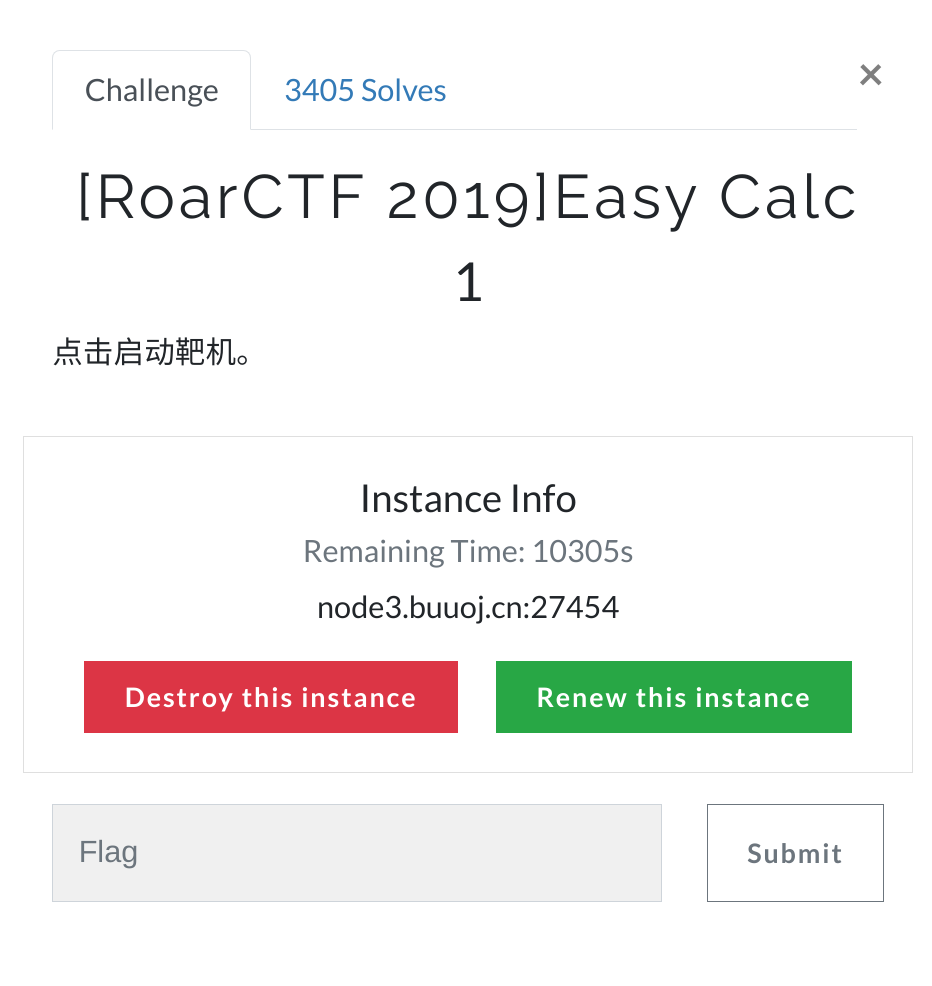 Challenge
3405 Solves
×
[RoarCTF 2019]Easy Calc
1
点击启动靶机。
Instance Info
Remaining Time: 10305s
node3.buuoj.cn:27454
Destroy this instance
Renew this instance
Flag
Submit